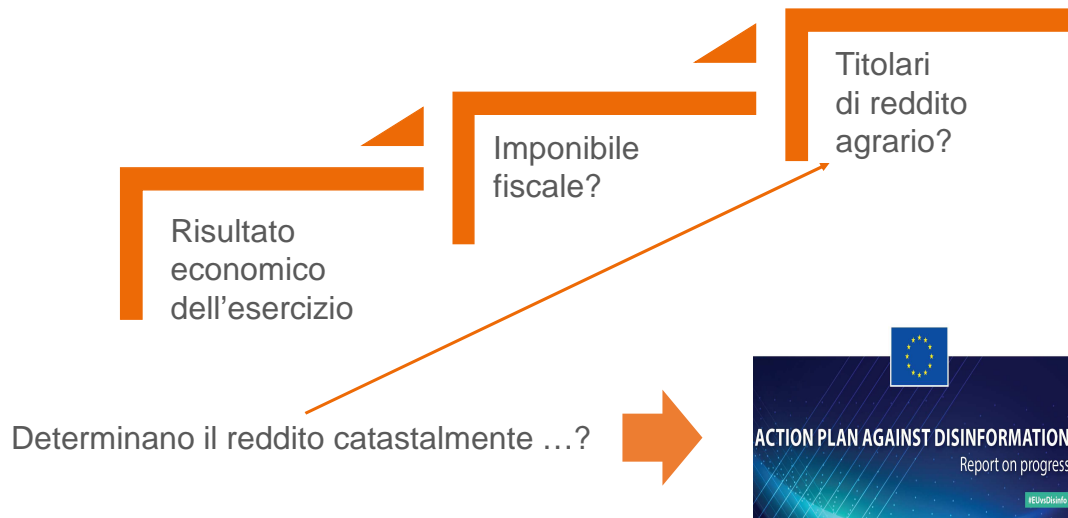 Titolari
di reddito
agrario?
Imponibile
fiscale?
Risultato
economico
dell’esercizio
Determinano il reddito catastalmente …?
ACTION PLAN AGAINST DISINFORMATION
Report on progress
#EUvsDisinfo